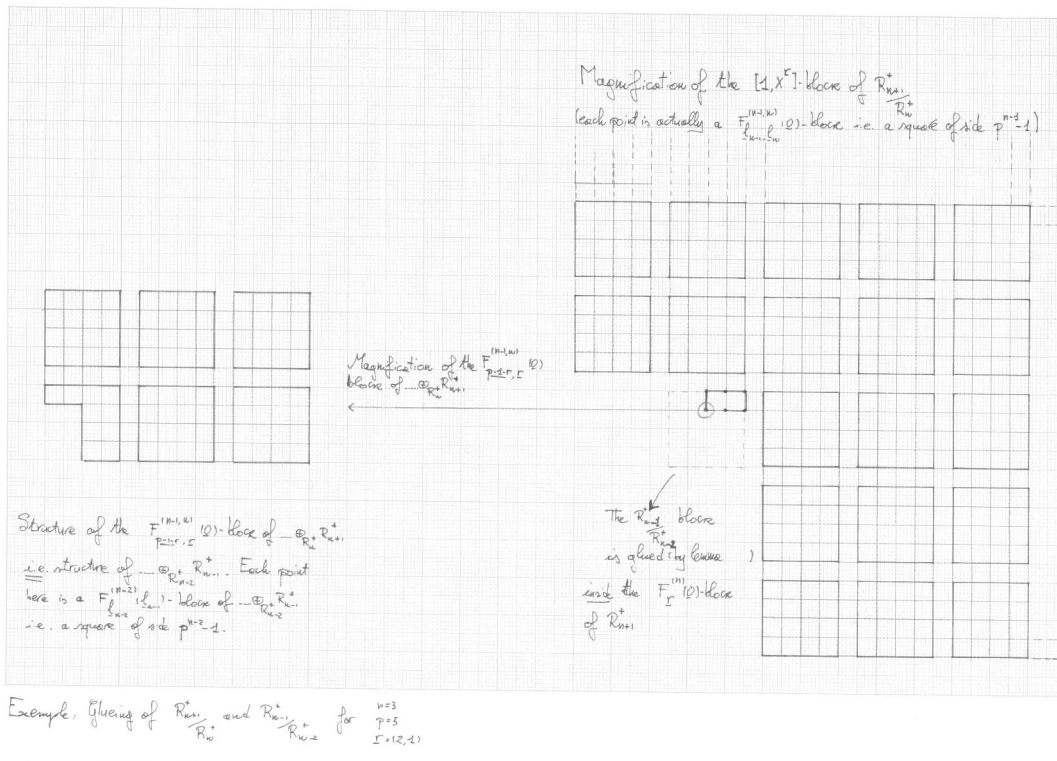 Magnification of the [1,X^r]-block of R^+_{n+1}/R^+_n
(each point is actually a F^{(n-1,n)}_{l_{n-1},l_n}(0)-block i.e. a square of side p^{n-1}-1)
Magnification of the F^{(n-1,n)}_{p-1-r,r}(0)
block of ...⊕_{R^+_n} R^+_{n+1}
Structure of the F^{(n-1,n)}_{p-1-r,r}(0)-block of ...⊕_{R^+_n} R^+_{n+1}
i.e. structure of ...⊕_{R^+_{n-2}} R^+_{n-1}. Each point
here is a F^{(n-2)}_{l_{n-2}}(l_{n-1})-block of ...⊕_{R^+_{n-2}} R^+_{n-1}
i.e. a square of side p^{n-2}-1.
The R^+_{n-1}/R^+_{n-2} block
is glued (by lemma )
inside the F^{(n)}_r(0)-block
of R^+_{n+1}
Example: Glueing of R^+_{n+1}/R^+_n and R^+_{n-1}/R^+_{n-2} for
n=3
p=5
r=(2,1)